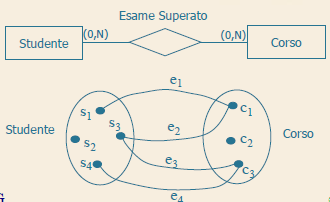 Esame Superato
Studente (0,N) (0,N) Corso
e1
s1 c1
s3 e2
Studente Corso
s2 c2
e3
s4 c3
e4